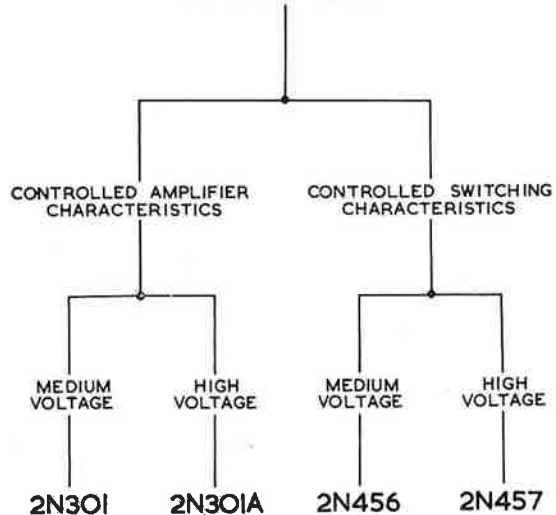 CONTROLLED AMPLIFIER
CHARACTERISTICS
CONTROLLED SWITCHING
CHARACTERISTICS
MEDIUM
VOLTAGE
HIGH
VOLTAGE
MEDIUM
VOLTAGE
HIGH
VOLTAGE
2N301
2N301A
2N456
2N457